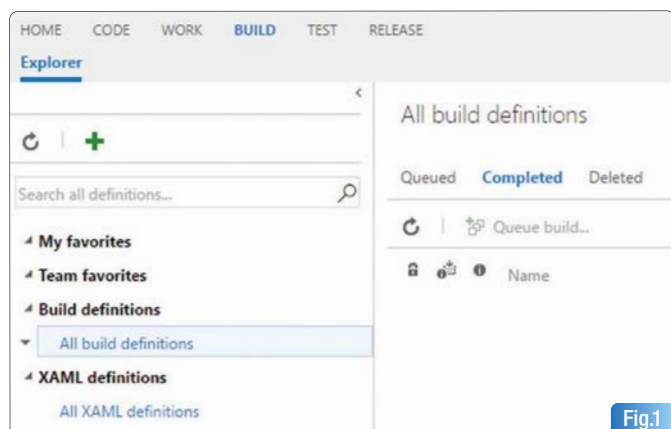 HOME CODE WORK BUILD TEST RELEASE
Explorer
Search all definitions...
My favorites
Team favorites
Build definitions
All build definitions
XAML definitions
All XAML definitions
All build definitions
Queued Completed Deleted
Queue build...
Name
Fig.1